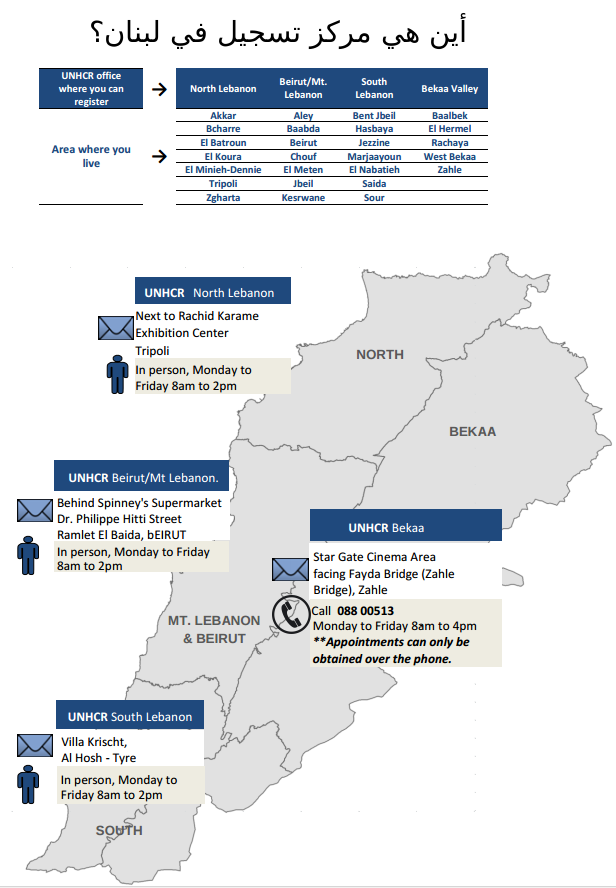 أين هي مركز تسجيل في لبنان؟
UNHCR office
where you can
register
North Lebanon
Beirut/Mt.
Lebanon
South
Lebanon
Bekaa Valley
Area where you
live
Akkar Aley Bent Jbeil Baalbek
Bcharre Baabda Hasbaya El Hermel
El Batroun Beirut Jezzine Rachaya
El Koura Chouf Marjaayoun West Bekaa
El Minieh-Dennie El Meten El Nabatieh Zahle
Tripoli Jbeil Saida
Zgharta Kesrwane Sour
UNHCR North Lebanon
Next to Rachid Karame
Exhibition Center
Tripoli
In person, Monday to
Friday 8am to 2pm
NORTH
BEKAA
UNHCR Beirut/Mt Lebanon.
Behind Spinney's Supermarket
Dr. Philippe Hitti Street
Ramlet El Baida, bEIRUT
In person, Monday to Friday
8am to 2pm
UNHCR Bekaa
Star Gate Cinema Area
facing Fayda Bridge (Zahle
Bridge), Zahle
Call 088 00513
Monday to Friday 8am to 4pm
**Appointments can only be
obtained over the phone.
MT. LEBANON
& BEIRUT
UNHCR South Lebanon
Villa Krischt,
Al Hosh - Tyre
In person, Monday to
Friday 8am to 2pm
SOUTH